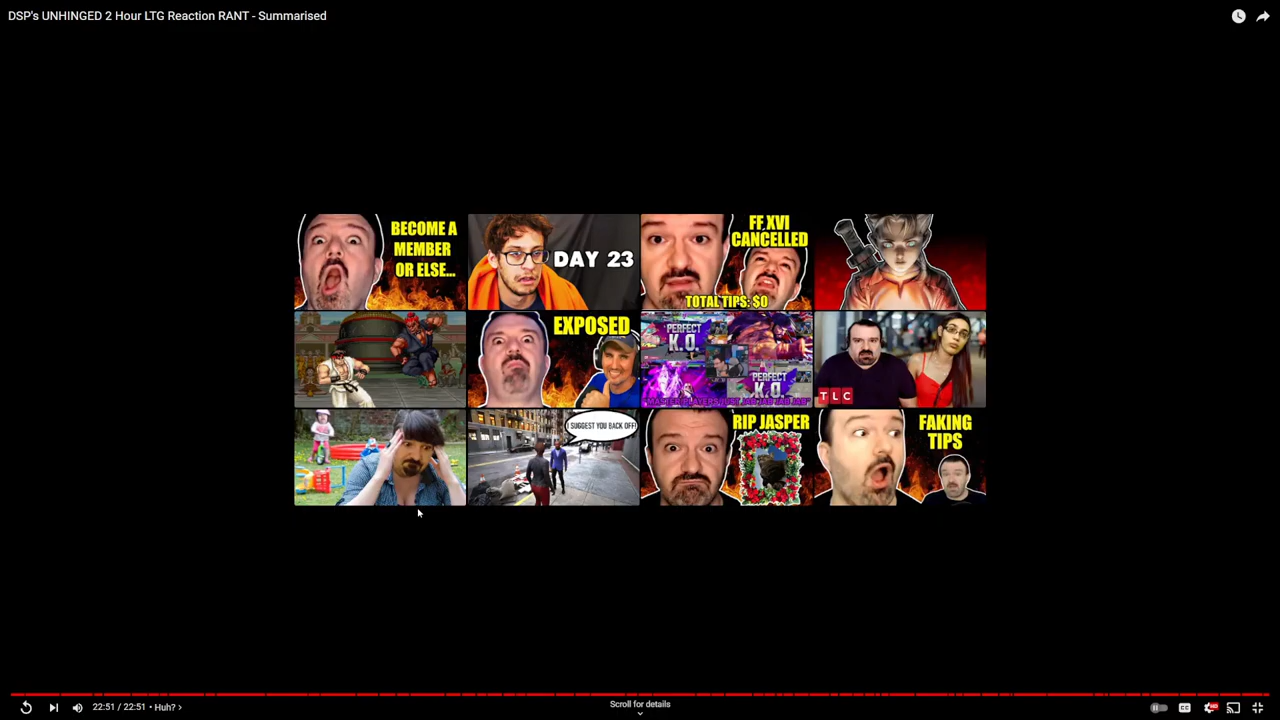 DSP's UNHINGED 2 Hour LTG Reaction RANT - Summarised
BECOME A
MEMBER
OR ELSE...
DAY 23
FF XVI
CANCELLED
TOTAL TIPS: $0
EXPOSED
PERFECT
K.O.
PERFECT
K.O.
TLC
I SUGGEST YOU BACK OFF!
RIP JASPER
FAKING
TIPS
22:51 / 22:51 • Huh? >
Scroll for details
CC
HD